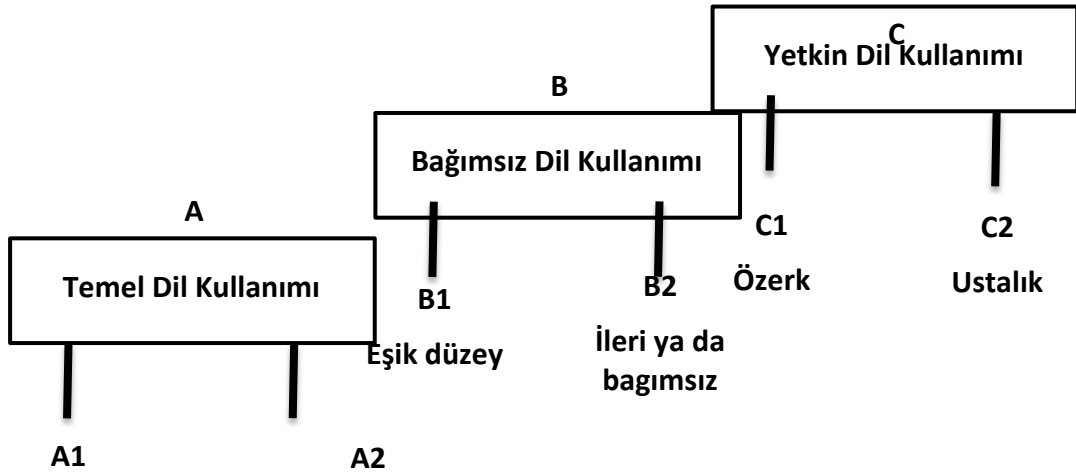 C
Yetkin Dil Kullanımı
B
Bağımsız Dil Kullanımı
A
Temel Dil Kullanımı
C1
Özerk
C2
Ustalık
B1
Eşik düzey
B2
İleri ya da
bagımsız
A1
A2